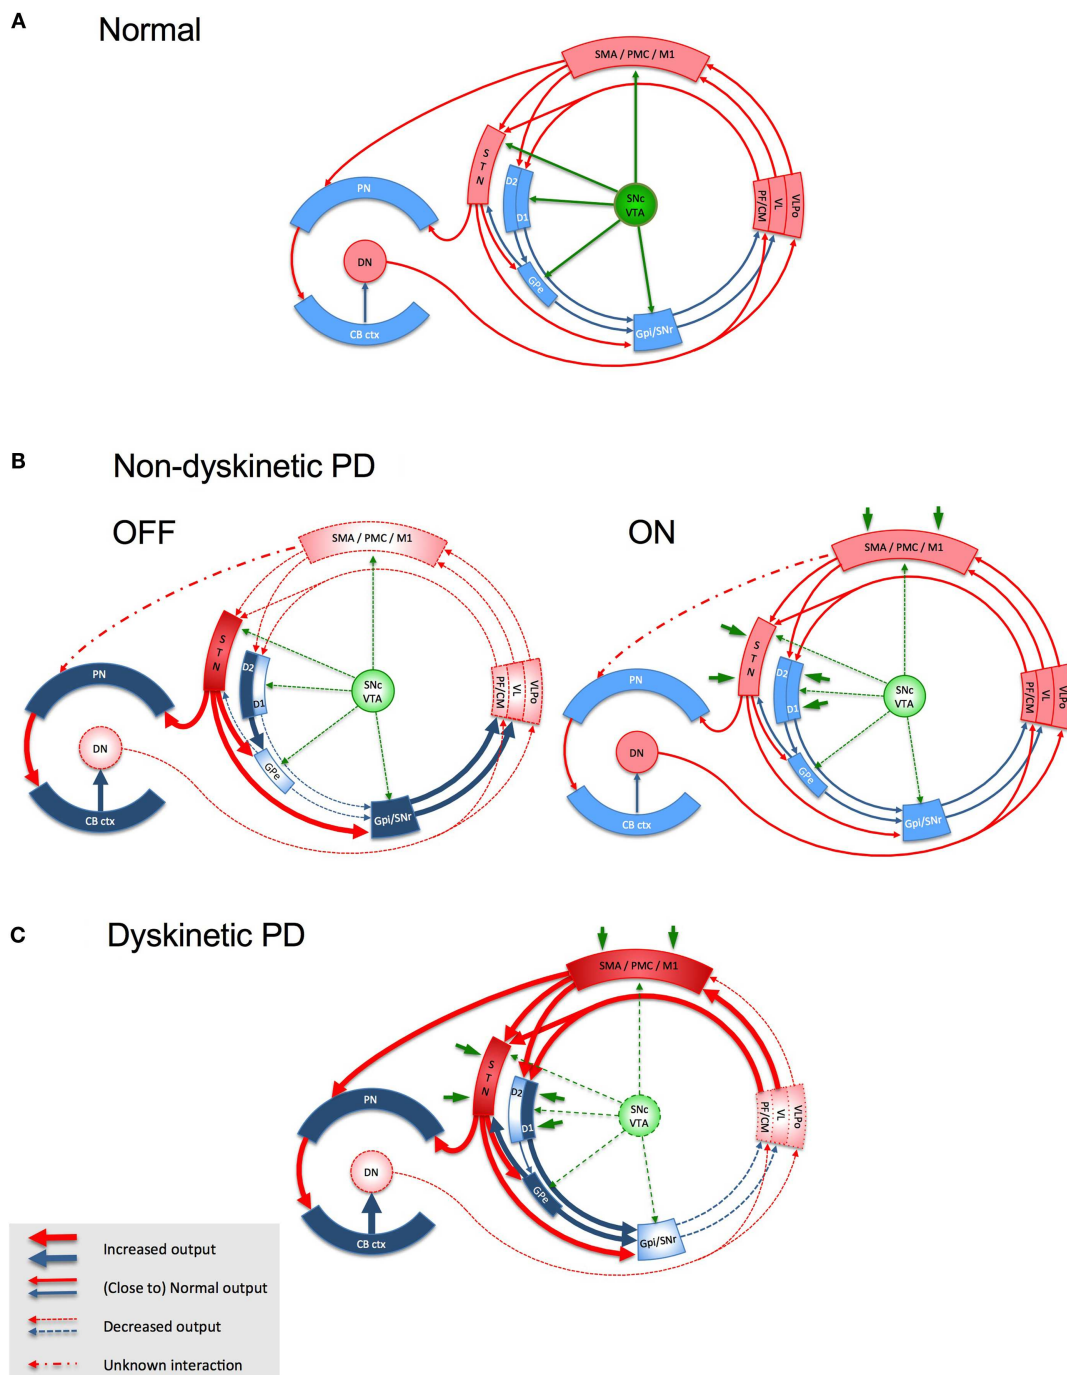 A
Normal
SMA / PMC / M1
STN
D2
D1
SNc
VTA
PF/CM
VL
VLPo
PN
DN
CB ctx
GPe
Gpi/SNr
B
Non-dyskinetic PD
OFF
SMA / PMC / M1
STN
D2
D1
SNc
VTA
PF/CM
VL
VLPo
PN
DN
CB ctx
GPe
Gpi/SNr
ON
SMA / PMC / M1
STN
D2
D1
SNc
VTA
PF/CM
VL
VLPo
PN
DN
CB ctx
GPe
Gpi/SNr
C
Dyskinetic PD
SMA / PMC / M1
STN
D2
D1
SNc
VTA
PF/CM
VL
VLPo
PN
DN
CB ctx
GPe
Gpi/SNr
Increased output
(Close to) Normal output
Decreased output
Unknown interaction